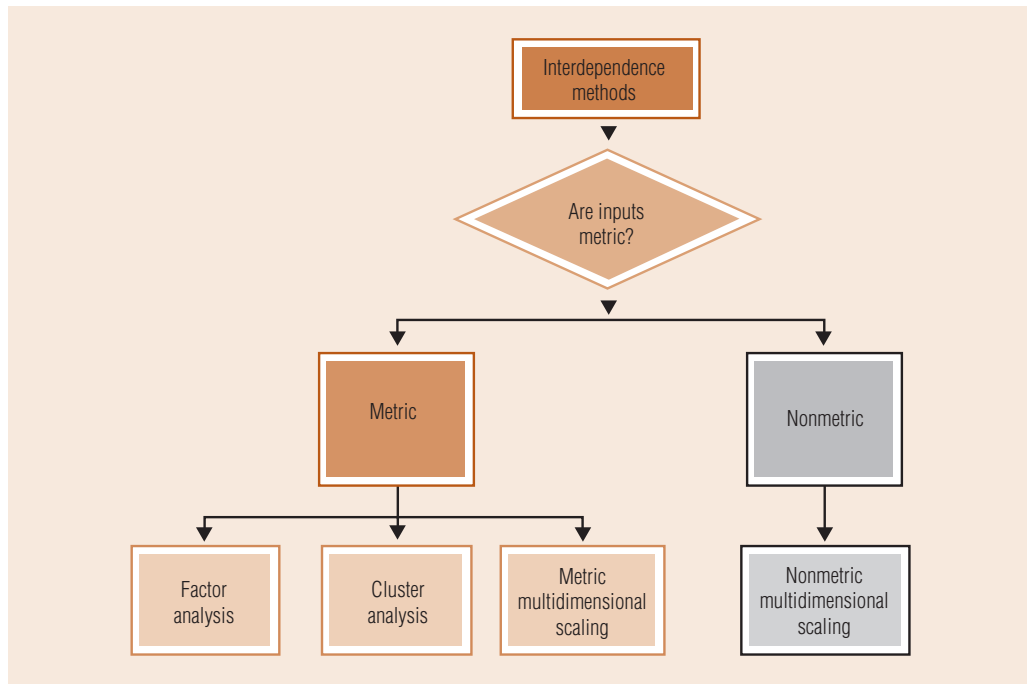 Interdependence
methods
Are inputs
metric?
Metric
Nonmetric
Factor
analysis
Cluster
analysis
Metric
multidimensional
scaling
Nonmetric
multidimensional
scaling